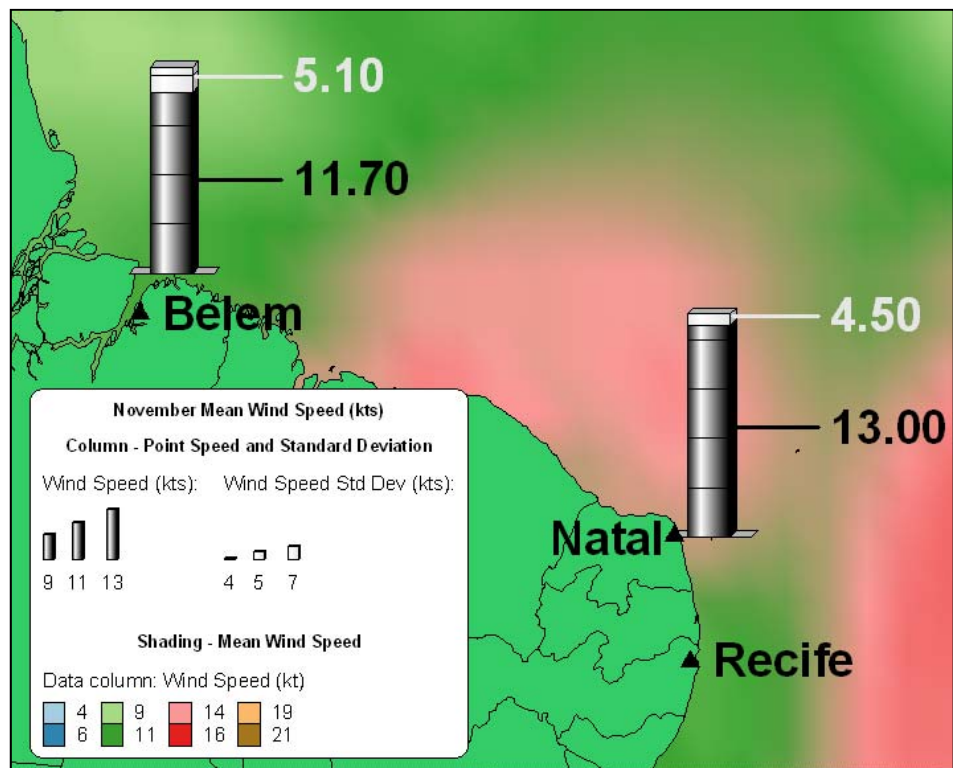 5.10
11.70
Belem
4.50
13.00
Natal
Recife
November Mean Wind Speed (kts)
Column - Point Speed and Standard Deviation
Wind Speed (kts): Wind Speed Std Dev (kts):
9 11 13 4 5 7
Shading - Mean Wind Speed
Data column: Wind Speed (kt)
4 9 14 19
6 11 16 21